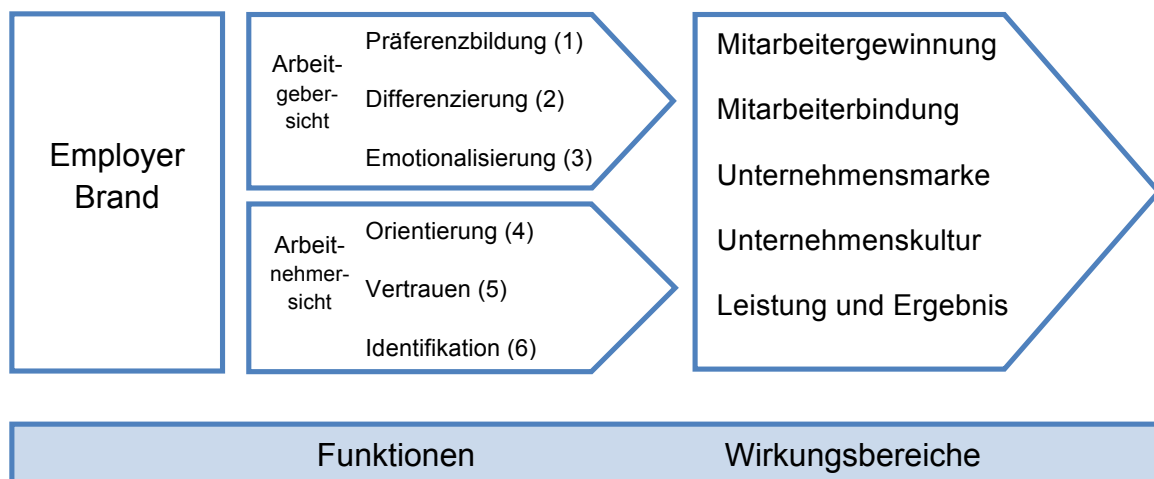 Employer
Brand
Arbeit-
geber-
sicht
Präferenzbildung (1)
Differenzierung (2)
Emotionalisierung (3)
Arbeit-
nehmer-
sicht
Orientierung (4)
Vertrauen (5)
Identifikation (6)
Mitarbeitergewinnung
Mitarbeiterbindung
Unternehmensmarke
Unternehmenskultur
Leistung und Ergebnis
Funktionen
Wirkungsbereiche